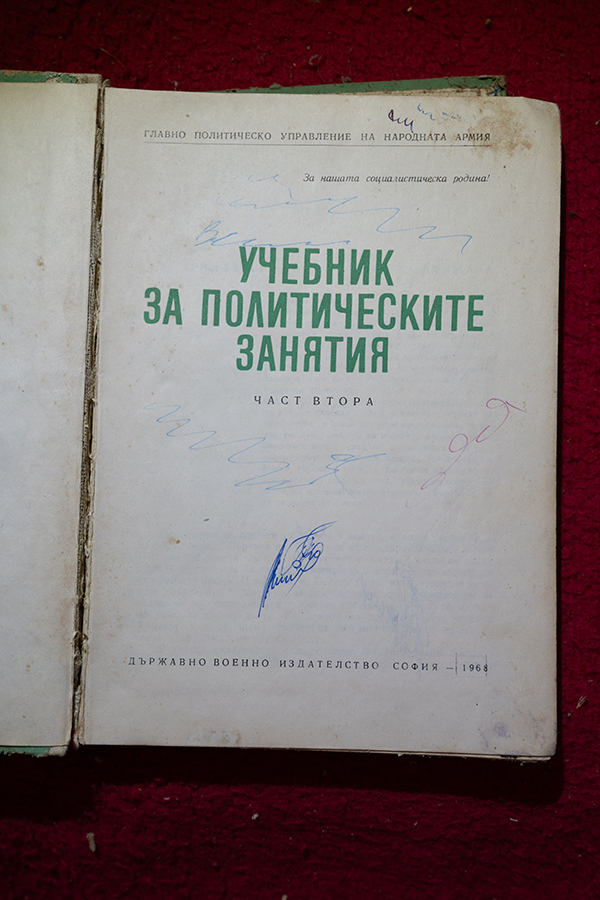 ГЛАВНО ПОЛИТИЧЕСКО УПРАВЛЕНИЕ НА НАРОДНАТА АРМИЯ
За нашата социалистическа родина!
УЧЕБНИК
ЗА ПОЛИТИЧЕСКИТЕ
ЗАНЯТИЯ
ЧАСТ ВТОРА
ДЪРЖАВНО ВОЕННО ИЗДАТЕЛСТВО СОФИЯ — 1968